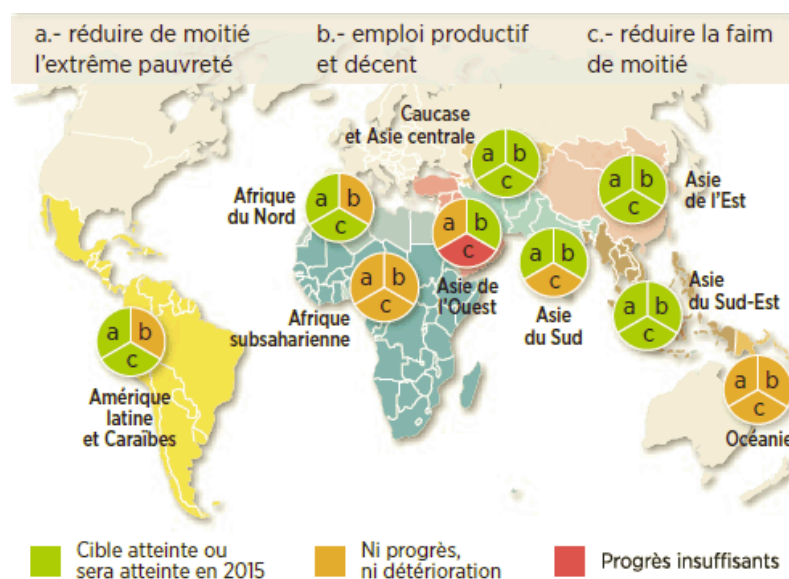 a.- réduire de moitié
l'extrême pauvreté
b.- emploi productif
et décent
c.- réduire la faim
de moitié
Caucase
et Asie centrale
a b
c
Afrique
du Nord
a b
c
a b
c
Asie
de l'Est
a b
c
Asie de
l'Ouest
a b
c
Asie
du Sud
a b
c
Afrique
subsaharienne
a b
c
Asie
du Sud-Est
a b
c
Amérique
latine
et Caraïbes
a b
c
Océanie
Cible atteinte ou
sera atteinte en 2015
Ni progrès,
ni détérioration
Progrès insuffisants